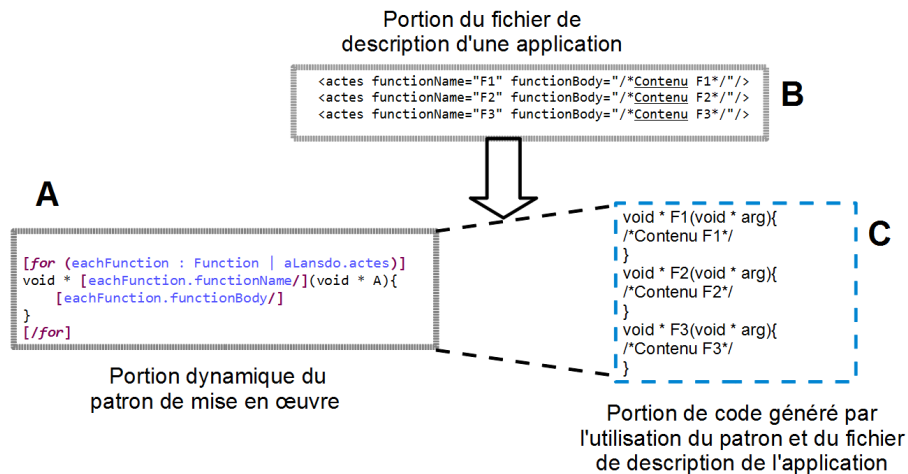 Portion du fichier de
description d'une application
<actes functionName="F1" functionBody="/*Contenu F1*/"/>
<actes functionName="F2" functionBody="/*Contenu F2*/"/>
<actes functionName="F3" functionBody="/*Contenu F3*/"/>
B
A
[for (eachFunction : Function | aLansdo.actes)]
void * [eachFunction.functionName/](void * A){
[eachFunction.functionBody/]
}
[/for]
Portion dynamique du
patron de mise en œuvre
C
void * F1(void * arg){
/*Contenu F1*/
}
void * F2(void * arg){
/*Contenu F2*/
}
void * F3(void * arg){
/*Contenu F3*/
}
Portion de code généré par
l'utilisation du patron et du fichier
de description de l'application